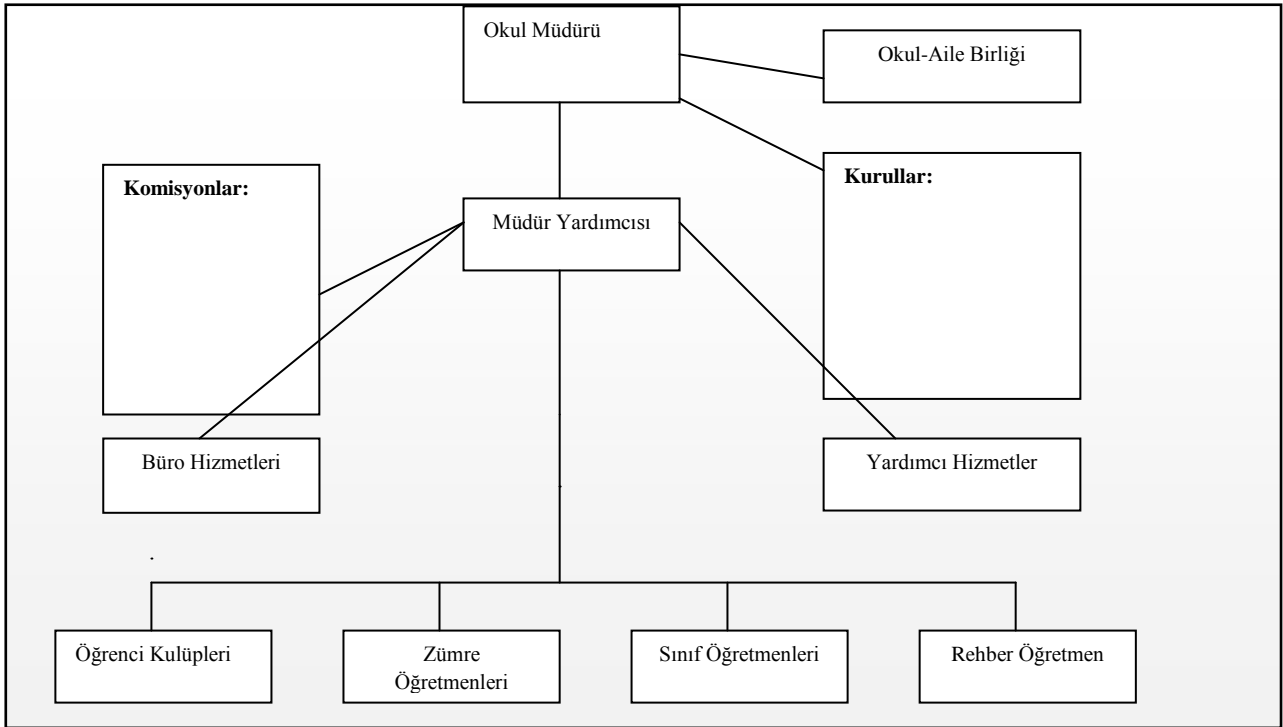 Okul Müdürü
Okul-Aile Birliği
Komisyonlar:
Kurullar:
Müdür Yardımcısı
Büro Hizmetleri
Yardımcı Hizmetler
Öğrenci Kulüpleri
Zümre
Öğretmenleri
Sınıf Öğretmenleri
Rehber Öğretmen